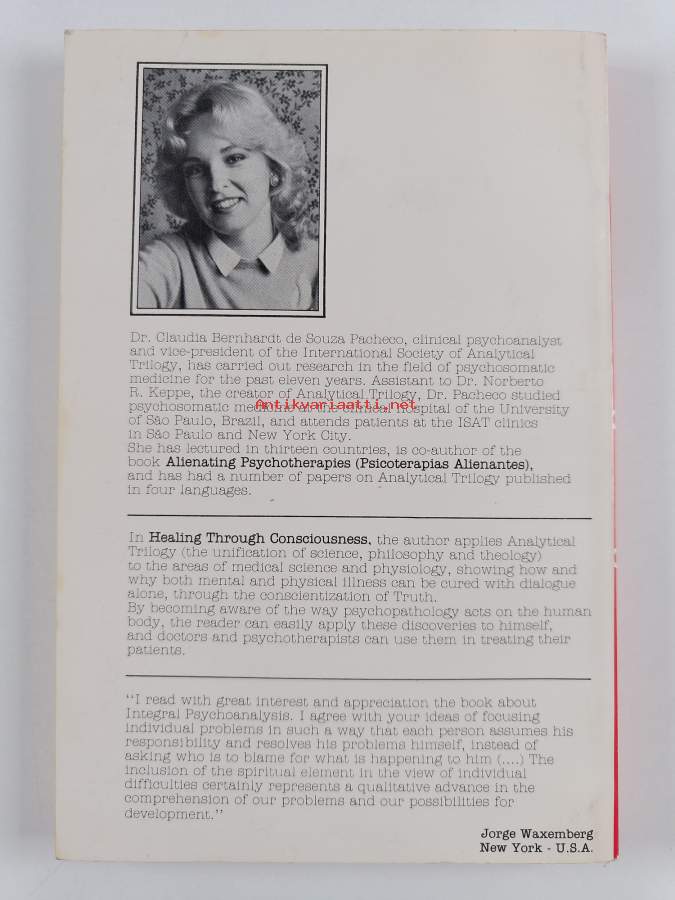 Dr. Claudia Bernhardt de Souza Pacheco, clinical psychoanalyst
and vice-president of the International Society of Analytical
Trilogy, has carried out research in the field of psychosomatic
medicine for the past eleven years. Assistant to Dr. Norberto
R. Keppe, the creator of Analytical Trilogy, Dr. Pacheco studied
Antikvariaatti.net
psychosomatic medicine at the clinical hospital of the University
of São Paulo, Brazil, and attends patients at the ISAT clinics
in São Paulo and New York City.
She has lectured in thirteen countries, is co-author of the
book Alienating Psychotherapies (Psicoterapias Alienantes),
and has had a number of papers on Analytical Trilogy published
in four languages.
In Healing Through Consciousness, the author applies Analytical
Trilogy (the unification of science, philosophy and theology)
to the areas of medical science and physiology, showing how and
why both mental and physical illness can be cured with dialogue
alone, through the conscientization of Truth.
By becoming aware of the way psychopathology acts on the human
body, the reader can easily apply these discoveries to himself,
and doctors and psychotherapists can use them in treating their
patients.
"I read with great interest and appreciation the book about
Integral Psychoanalysis. I agree with your ideas of focusing
individual problems in such a way that each person assumes his
responsibility and resolves his problems himself, instead of
asking who is to blame for what is happening to him (....) The
inclusion of the spiritual element in the view of individual
difficulties certainly represents a qualitative advance in the
comprehension of our problems and our possibilities for
development."
Jorge Waxemberg
New York - U.S.A.